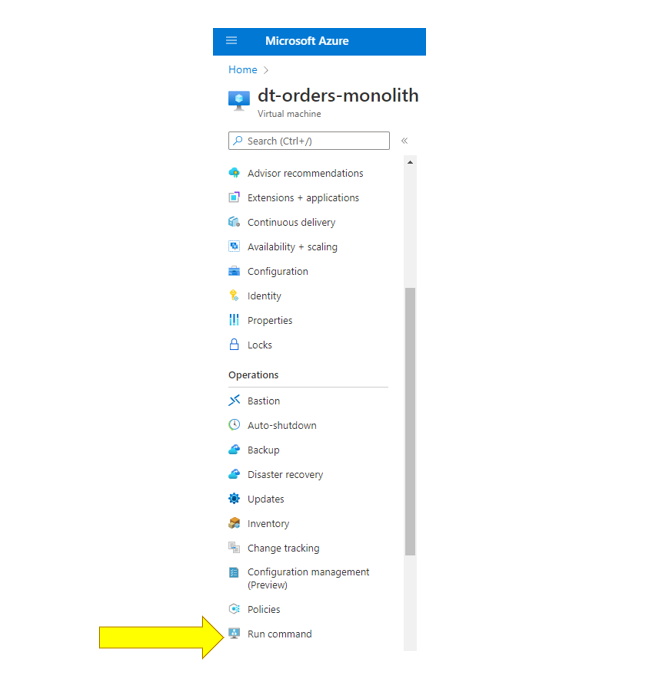 Microsoft Azure
Home
dt-orders-monolith
Virtual machine
Search (Ctrl+/)
Advisor recommendations
Extensions + applications
Continuous delivery
Availability + scaling
Configuration
Identity
Properties
Locks
Operations
Bastion
Auto-shutdown
Backup
Disaster recovery
Updates
Inventory
Change tracking
Configuration management
(Preview)
Policies
Run command